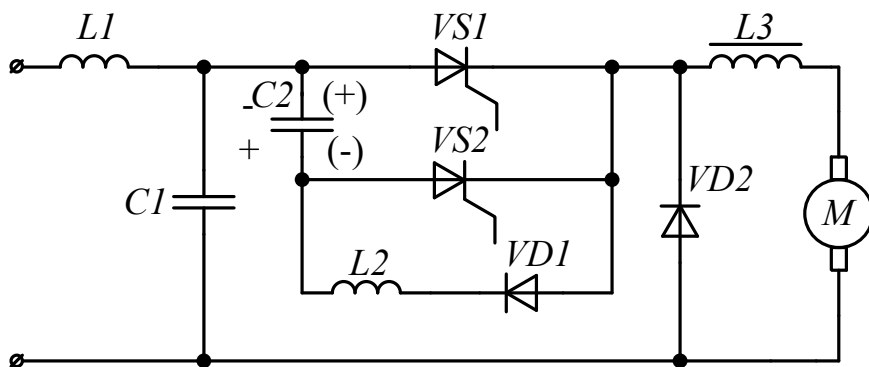 L1
VS1
L3
- C2 (+)
+ (-)
VS2
C1
VD2
M
L2
VD1